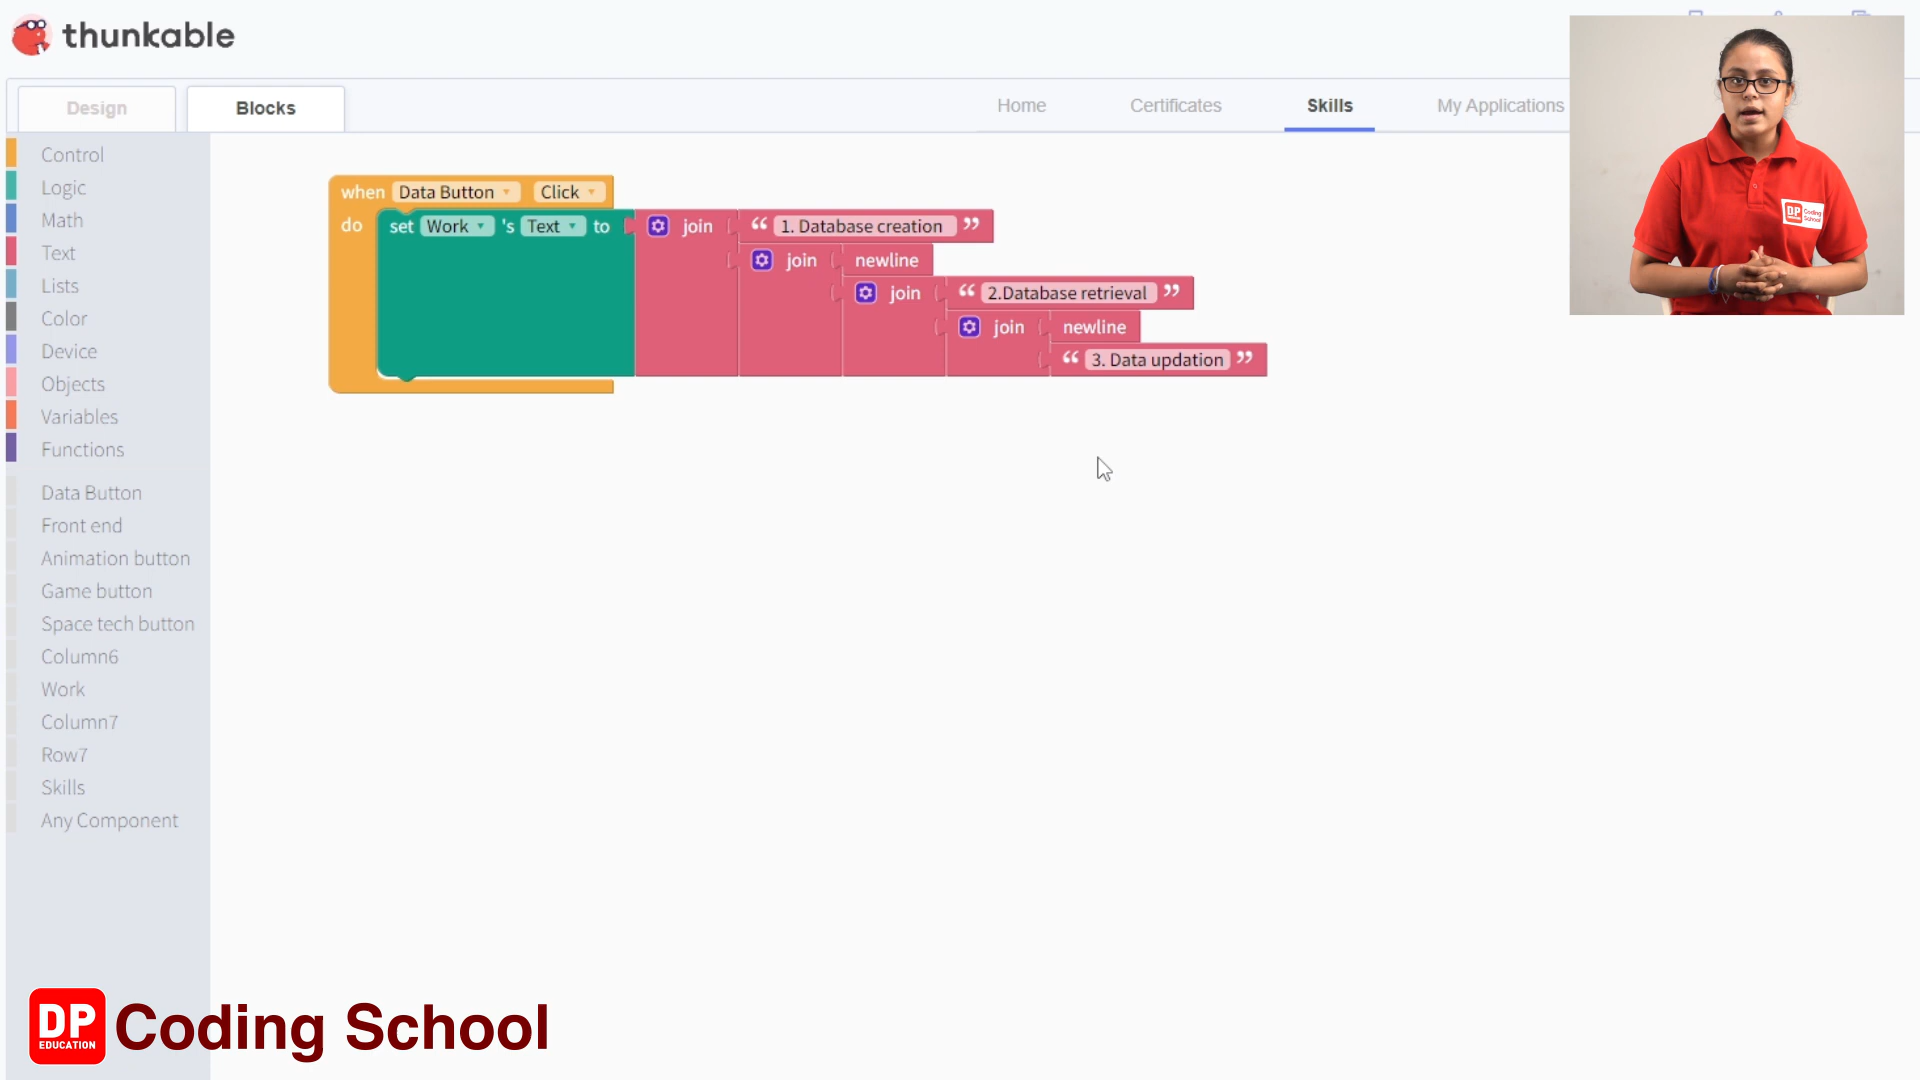 thunkable
Design
Blocks
Home
Certificates
Skills
My Applications
Control
Logic
Math
Text
Lists
Color
Device
Objects
Variables
Functions
Data Button
Front end
Animation button
Game button
Space tech button
Column6
Work
Column7
Row7
Skills
Any Component
when Data Button Click
do set Work 's Text to join “ 1. Database creation ”
join newline
join “ 2.Database retrieval ”
join newline
“ 3. Data updation ”
DP Coding School
DP
EDUCATION
Coding School